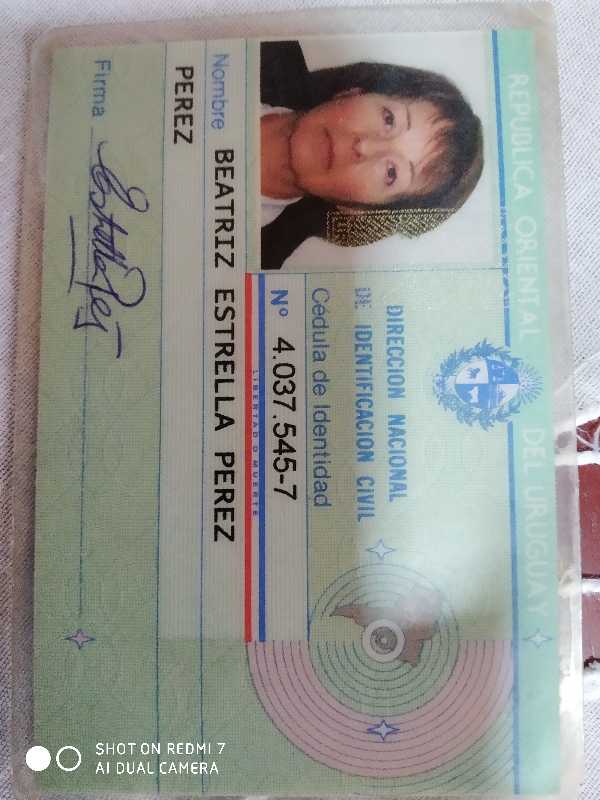 REPUBLICA ORIENTAL DEL URUGUAY
DIRECCION NACIONAL
DE IDENTIFICACION CIVIL
Cédula de Identidad
Nº 4.037.545-7
LIBERTAD O MUERTE
Nombre BEATRIZ ESTRELLA PEREZ
PEREZ
Firma Estrella Perez
SHOT ON REDMI 7
AI DUAL CAMERA